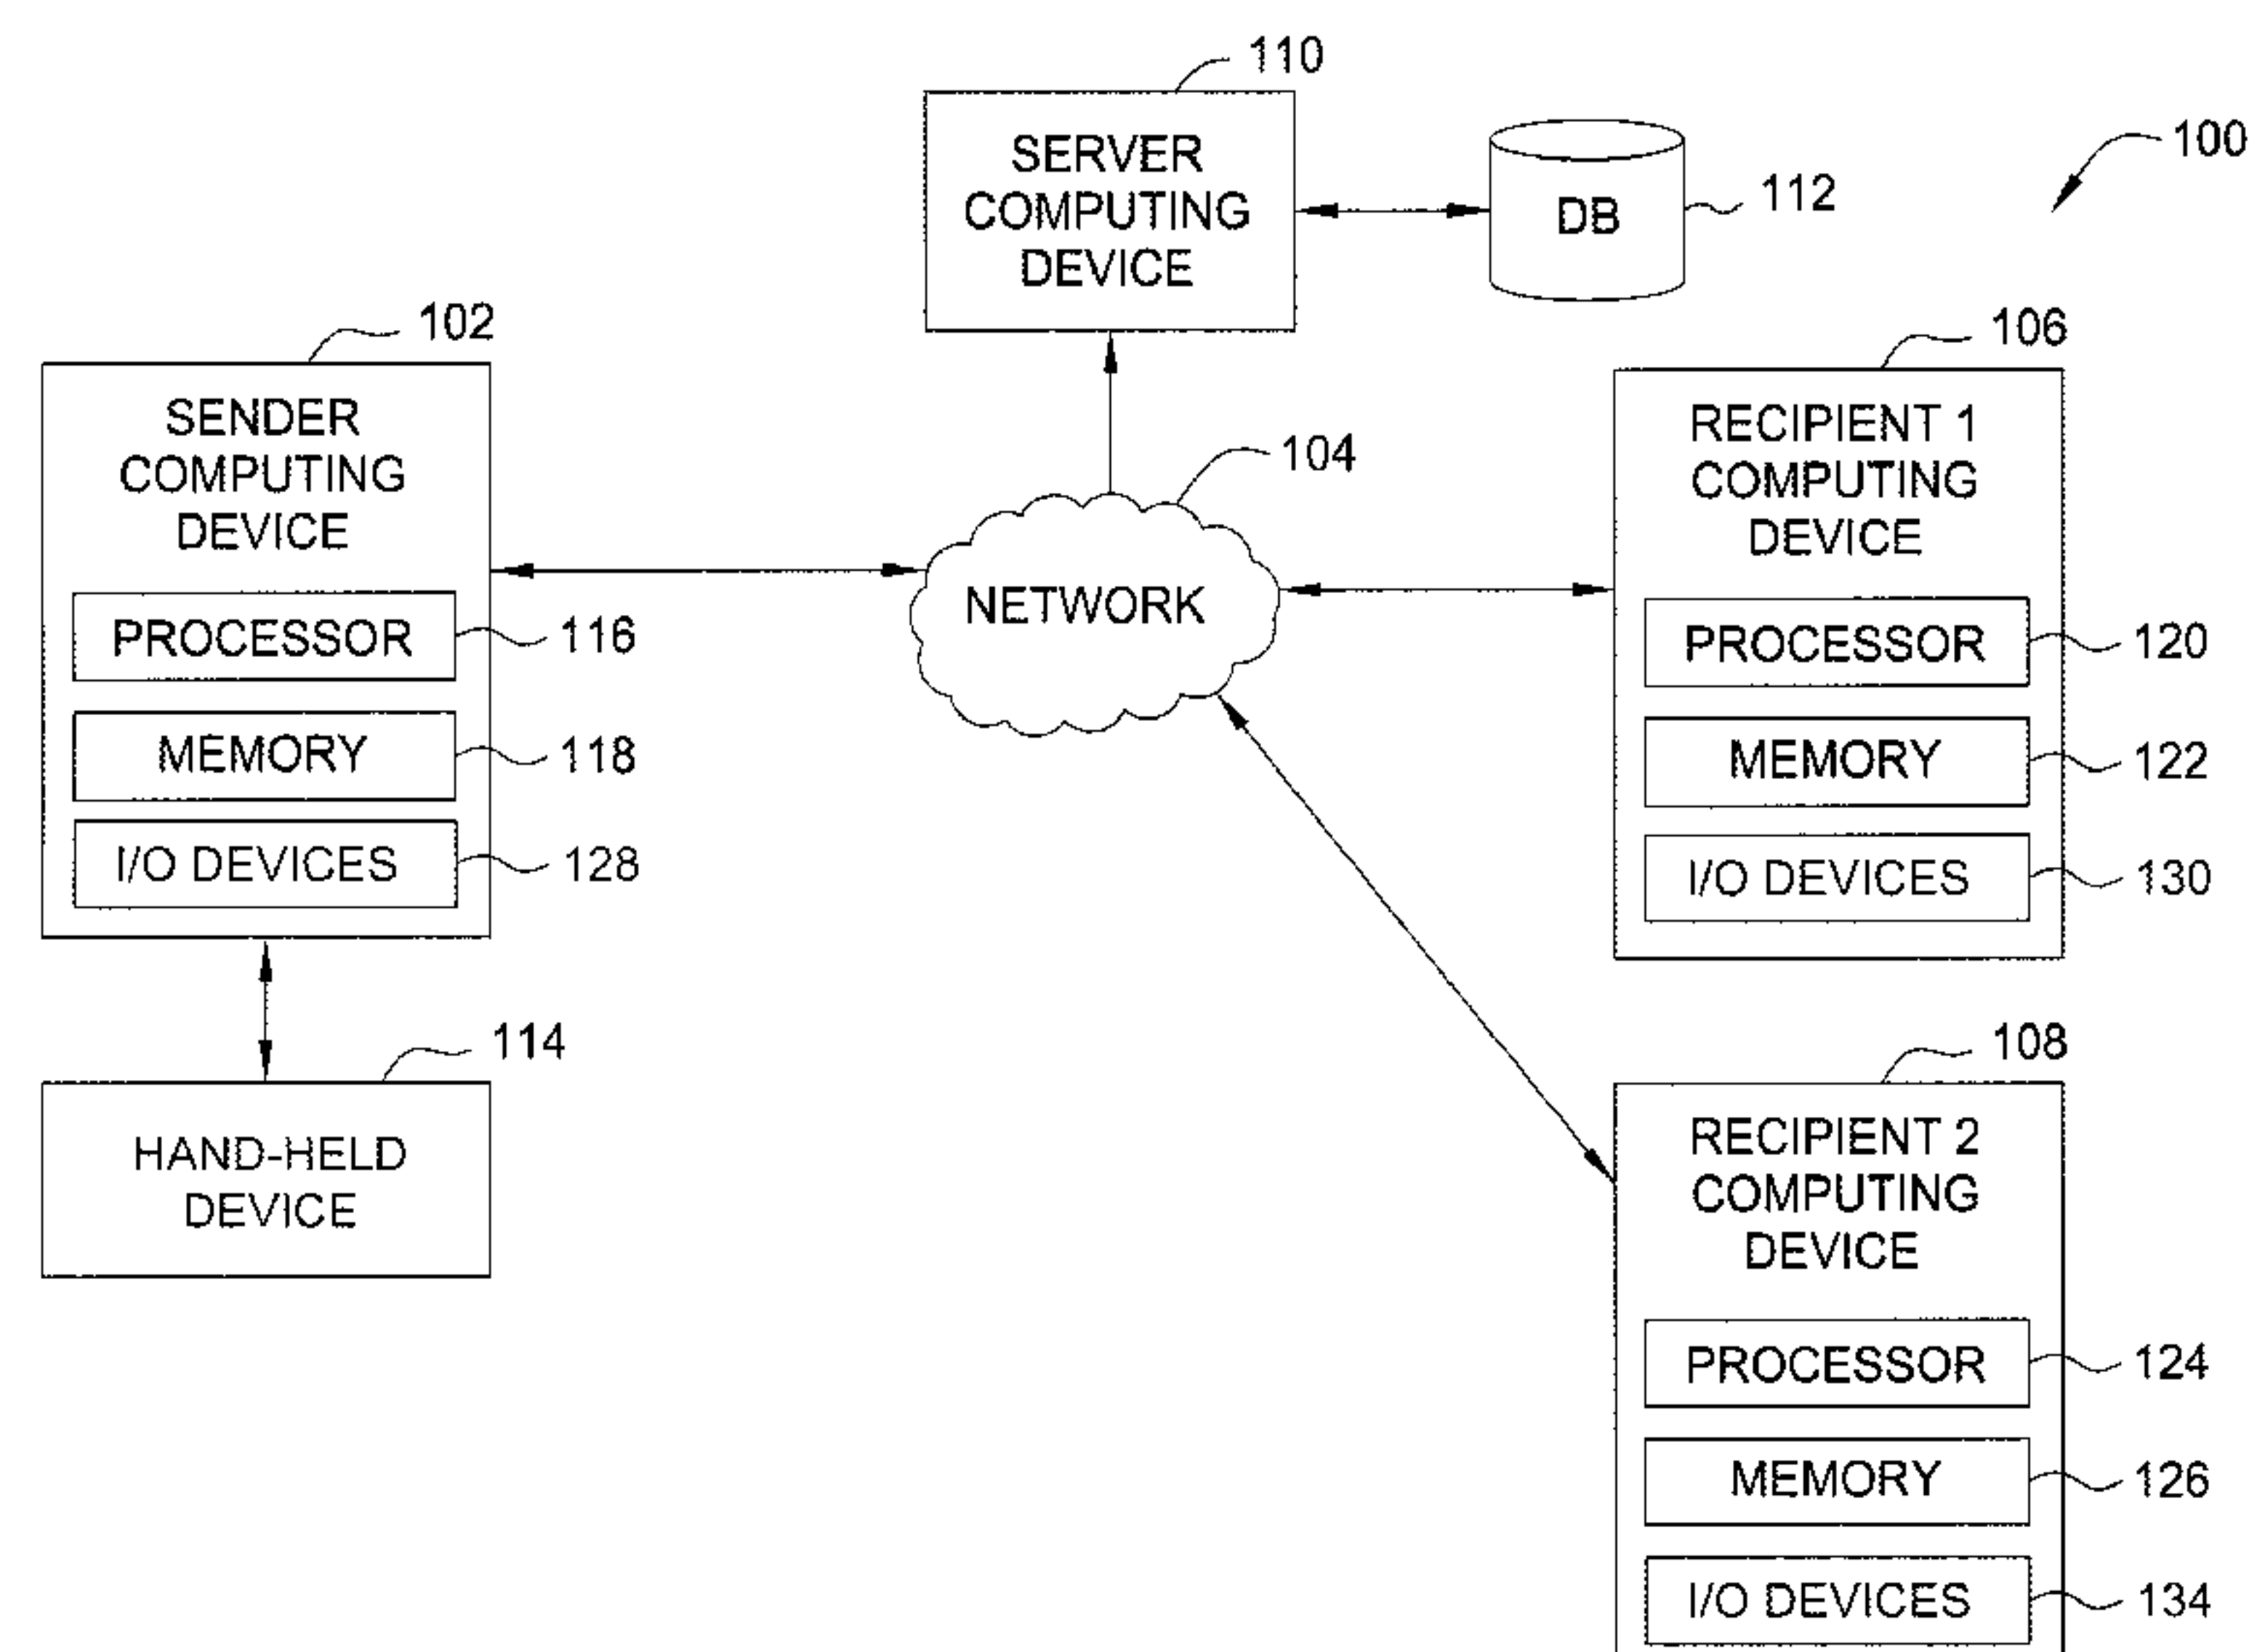 110
SERVER
COMPUTING
DEVICE
DB
112
100
102
SENDER
COMPUTING
DEVICE
PROCESSOR
116
MEMORY
118
I/O DEVICES
128
104
NETWORK
106
RECIPIENT 1
COMPUTING
DEVICE
PROCESSOR
120
MEMORY
122
I/O DEVICES
130
114
HAND-HELD
DEVICE
108
RECIPIENT 2
COMPUTING
DEVICE
PROCESSOR
124
MEMORY
126
I/O DEVICES
134